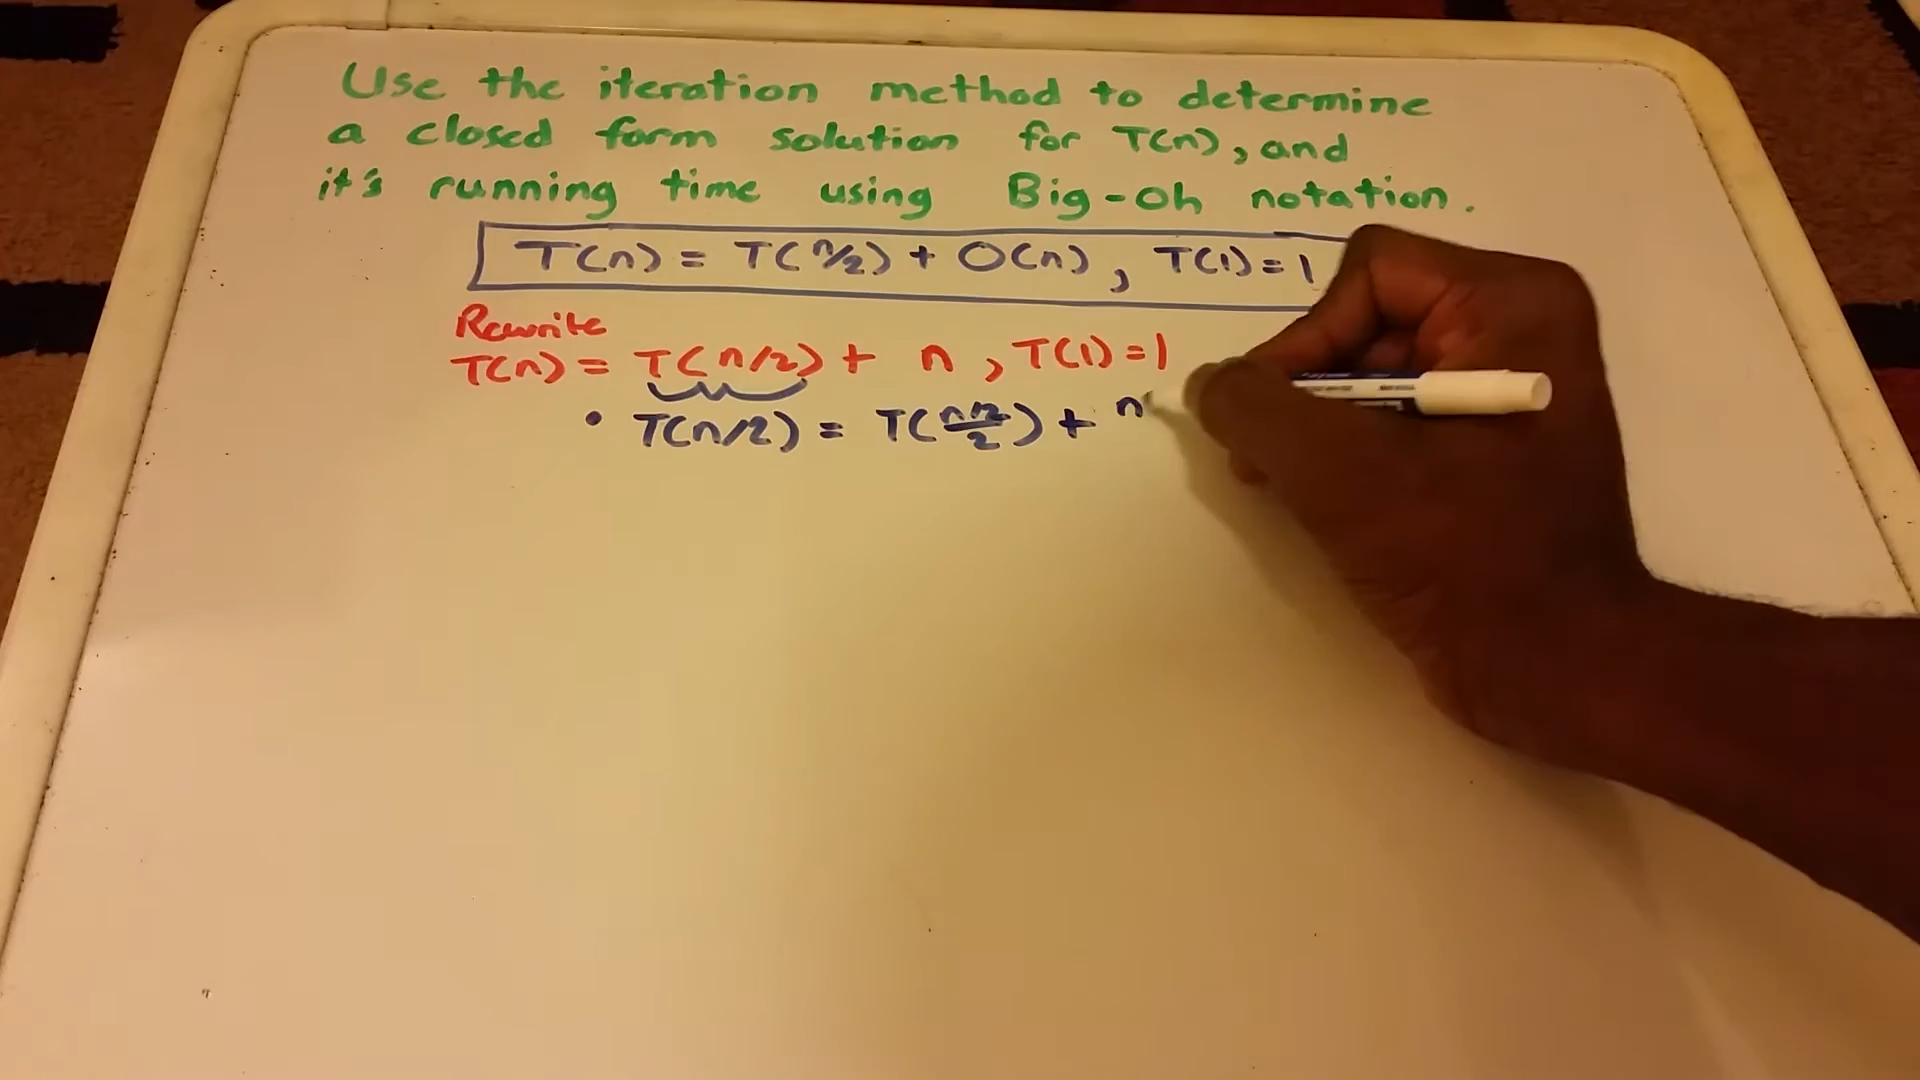 Use the iteration method to determine
a closed form solution for T(n), and
it's running time using Big-Oh notation.
T(n) = T(n/2) + O(n), T(1)=1
Rewrite
T(n) = T(n/2) + n, T(1)=1
• T(n/2) = T(\frac{n/2}{2}) + n